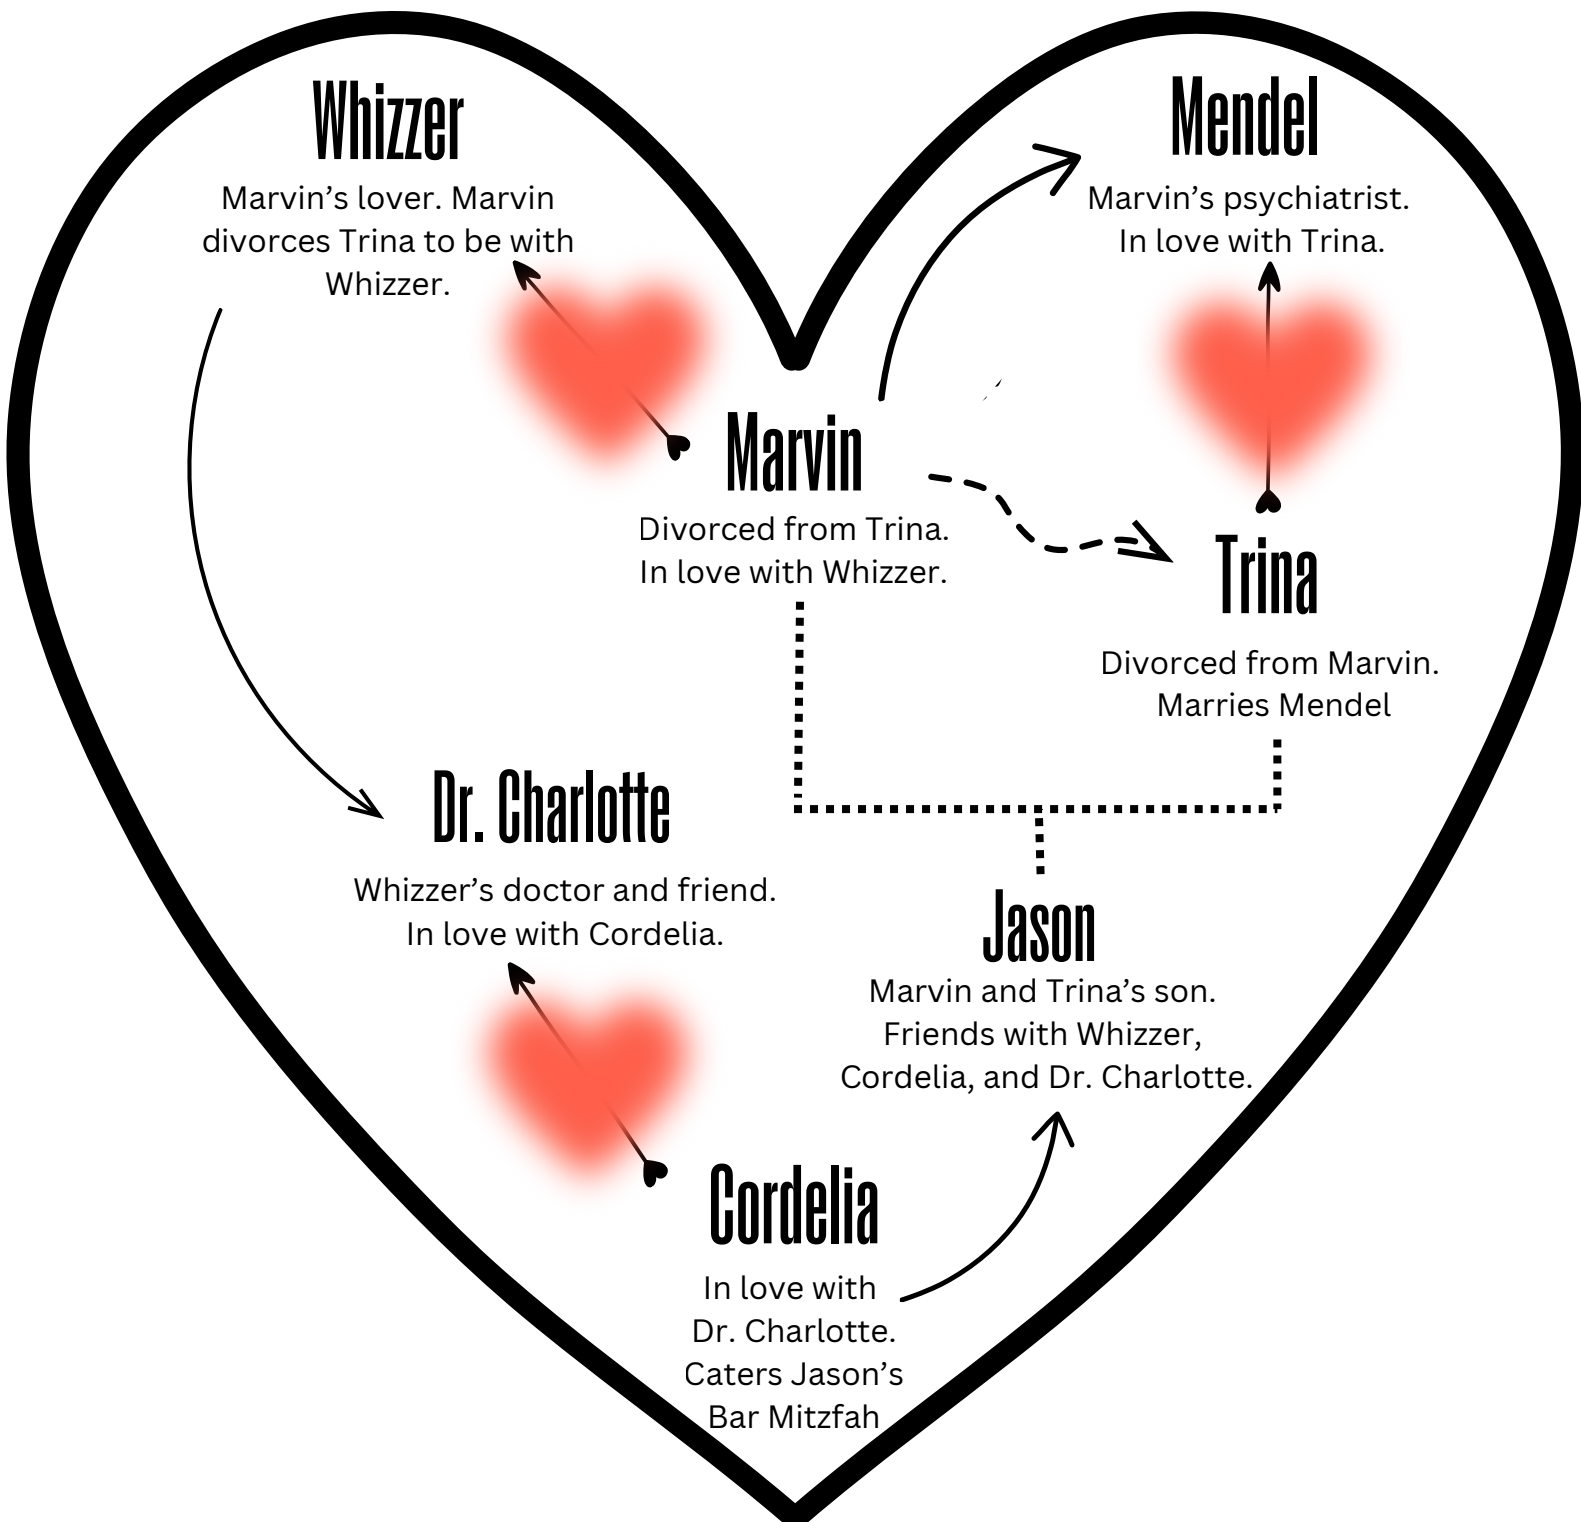 Whizzer
Marvin’s lover. Marvin
divorces Trina to be with
Whizzer.
Mendel
Marvin’s psychiatrist.
In love with Trina.
Marvin
Divorced from Trina.
In love with Whizzer.
Trina
Divorced from Marvin.
Marries Mendel
Dr. Charlotte
Whizzer’s doctor and friend.
In love with Cordelia.
Jason
Marvin and Trina’s son.
Friends with Whizzer,
Cordelia, and Dr. Charlotte.
Cordelia
In love with
Dr. Charlotte.
Caters Jason’s
Bar Mitzfah